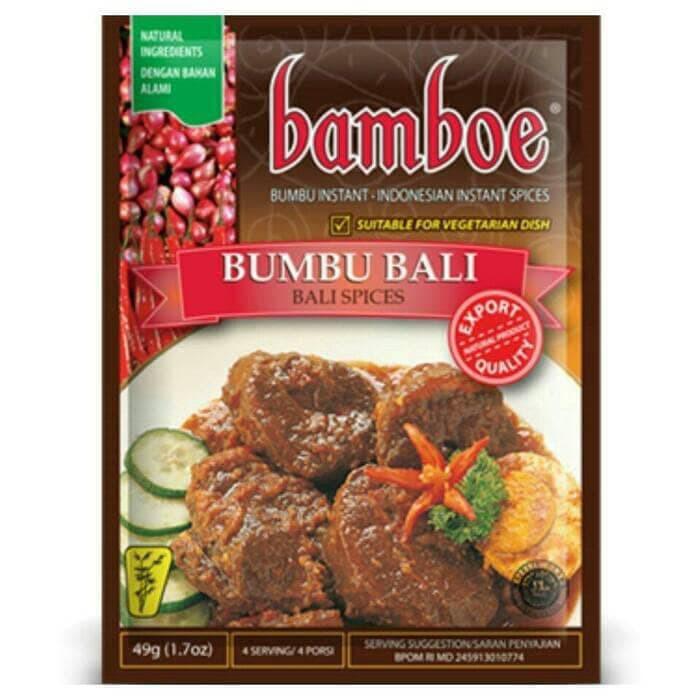 NATURAL
INGREDIENTS
DENGAN BAHAN
ALAMI
bamboe®
BUMBU INSTANT - INDONESIAN INSTANT SPICES
SUITABLE FOR VEGETARIAN DISH
BUMBU BALI
BALI SPICES
EXPORT
NATURAL PRODUCT
QUALITY
49g (1.7oz)
4 SERVING/ 4 PORSI
SERVING SUGGESTION/SARAN PENYAJIAN
BPOM RI MD 245913010774